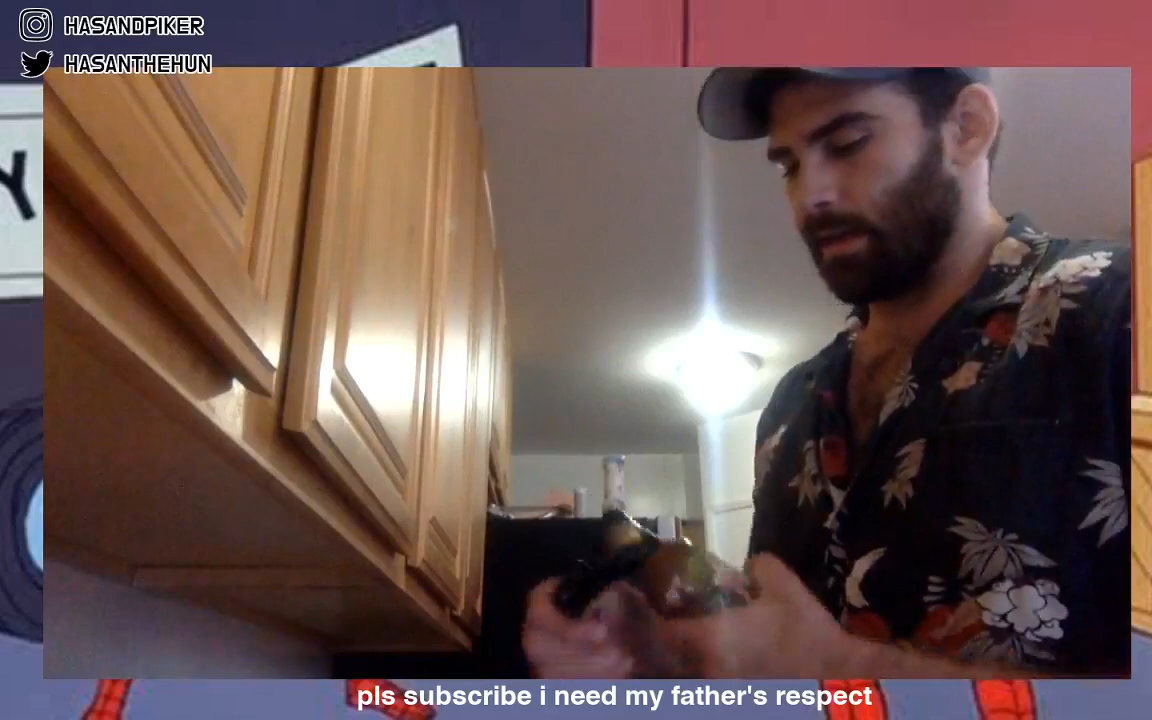 HASANDPIKER
HASANTHEHUN
Y
pls subscribe i need my father's respect